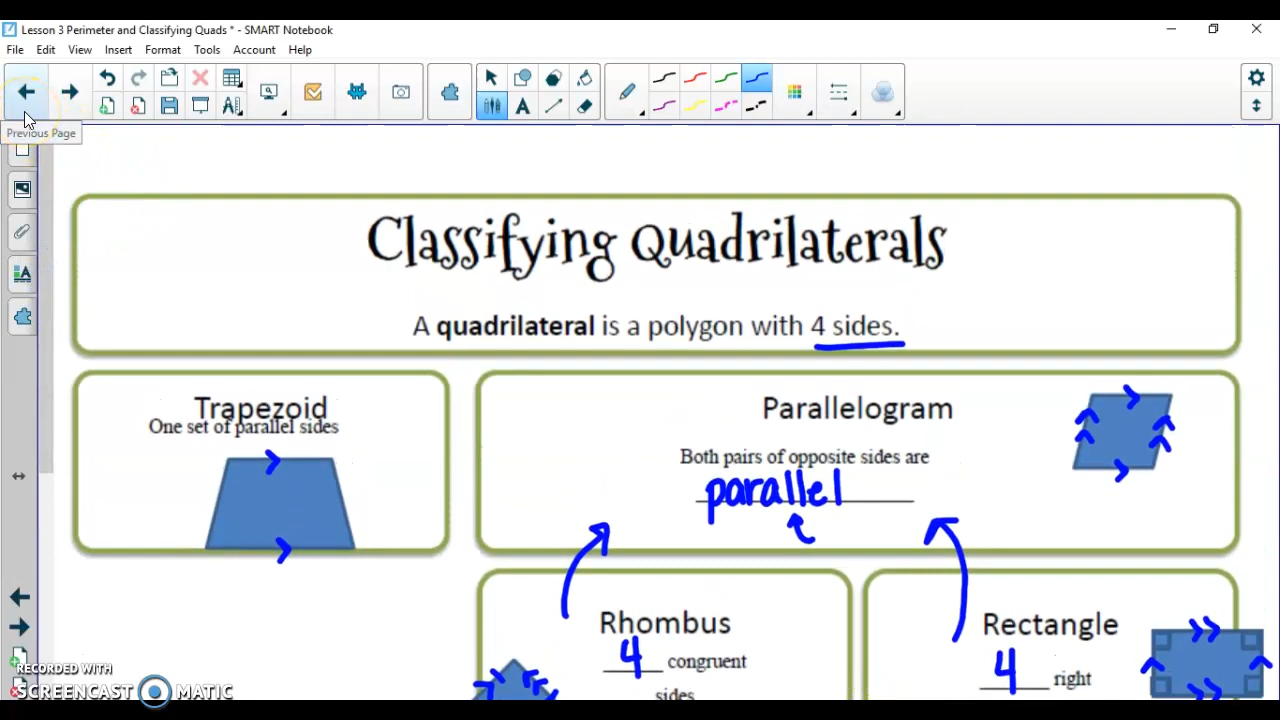 Lesson 3 Perimeter and Classifying Quads * - SMART Notebook
File Edit View Insert Format Tools Account Help
Previous Page
Classifying Quadrilaterals
A quadrilateral is a polygon with 4 sides.
Trapezoid
One set of parallel sides
Parallelogram
Both pairs of opposite sides are
parallel
Rhombus
4 congruent
sides
Rectangle
4 right
RECORDED WITH
SCREENCAST MATIC